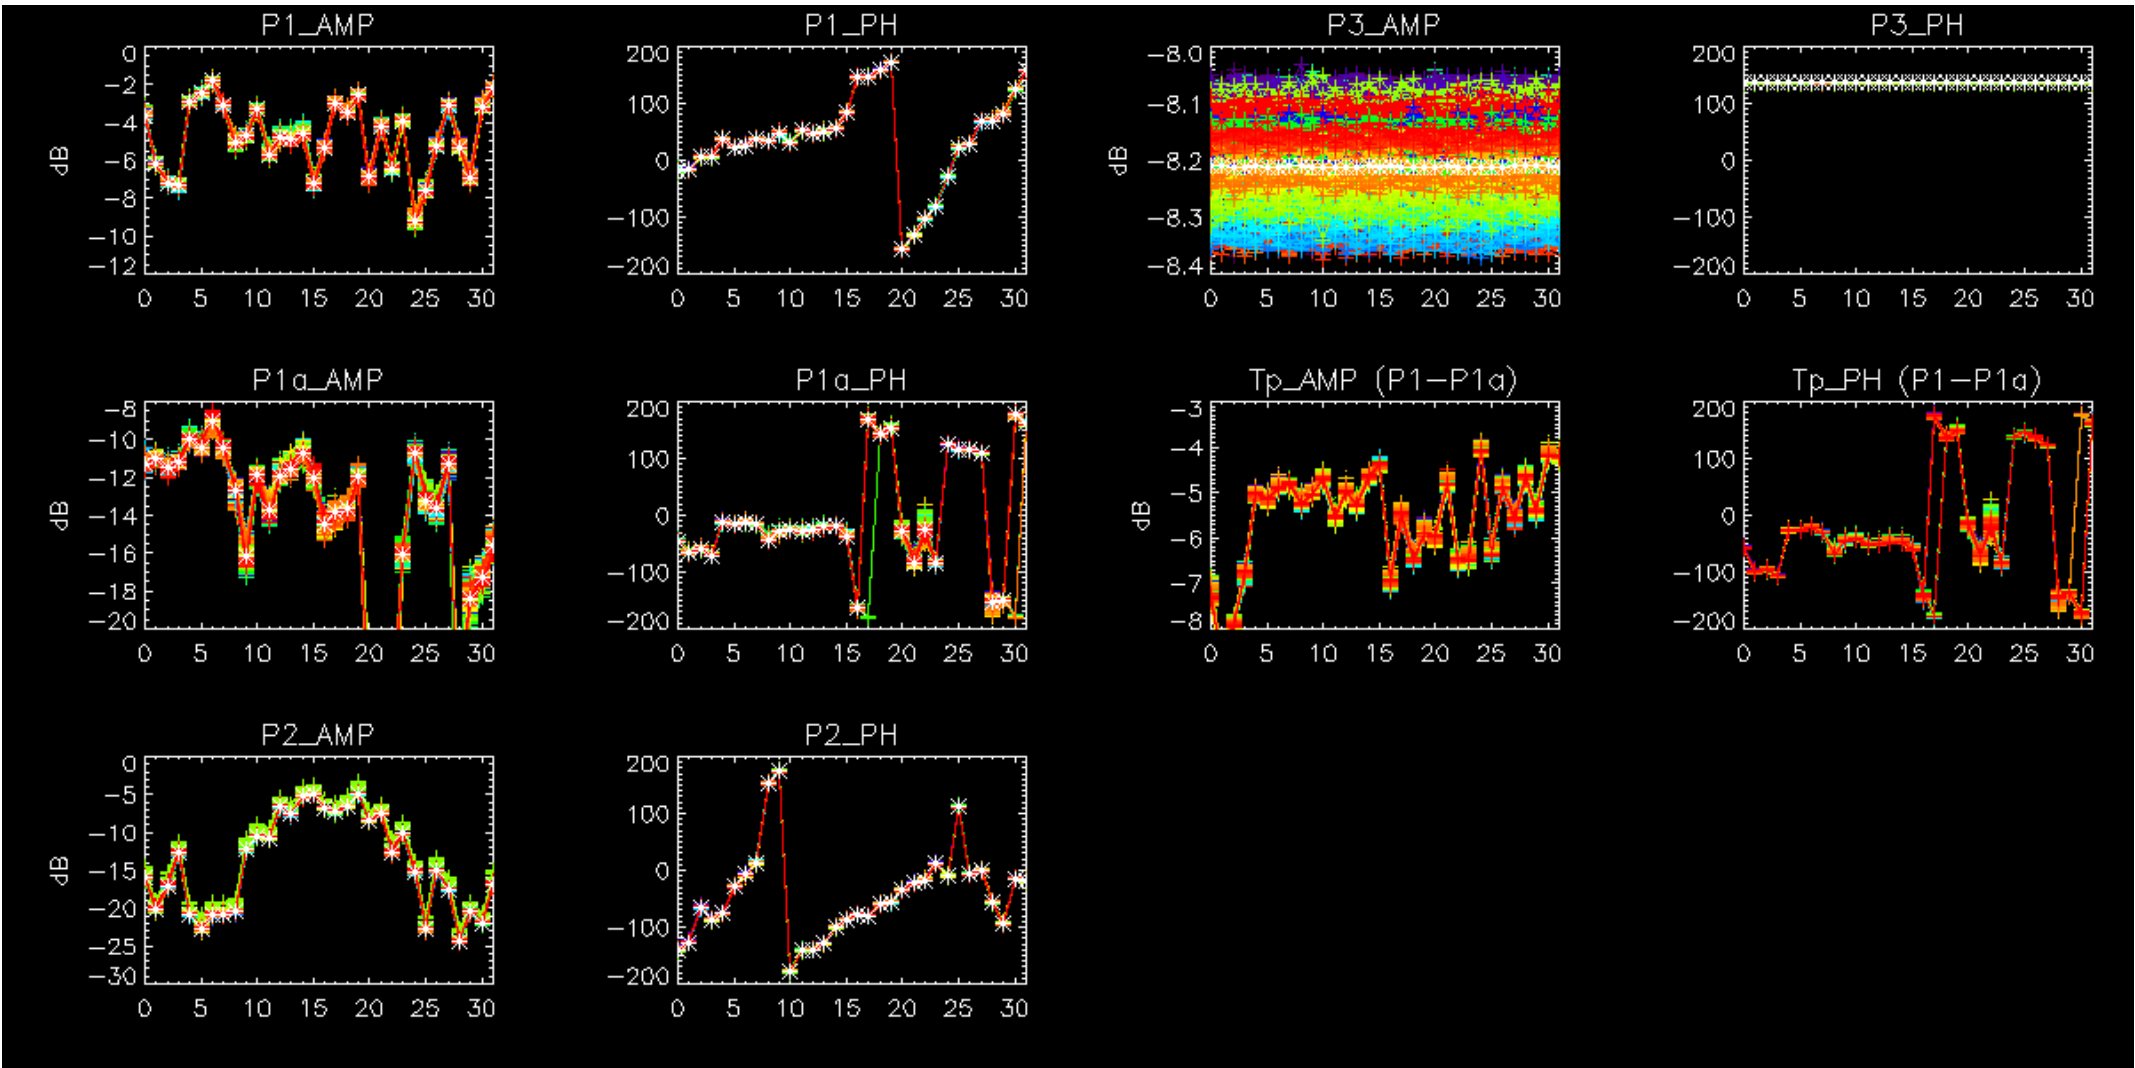 P1_AMP
P1_PH
P3_AMP
P3_PH
0
−2
−4
−6
−8
−10
−12
dB
0 5 10 15 20 25 30
200
100
0
−100
−200
0 5 10 15 20 25 30
−8.0
−8.1
−8.2
−8.3
−8.4
dB
0 5 10 15 20 25 30
200
100
0
−100
−200
0 5 10 15 20 25 30
P1a_AMP
P1a_PH
Tp_AMP (P1−P1a)
Tp_PH (P1−P1a)
−8
−10
−12
−14
−16
−18
−20
dB
0 5 10 15 20 25 30
200
100
0
−100
−200
0 5 10 15 20 25 30
−3
−4
−5
−6
−7
−8
dB
0 5 10 15 20 25 30
200
100
0
−100
−200
0 5 10 15 20 25 30
P2_AMP
P2_PH
0
−5
−10
−15
−20
−25
−30
dB
0 5 10 15 20 25 30
200
100
0
−100
−200
0 5 10 15 20 25 30